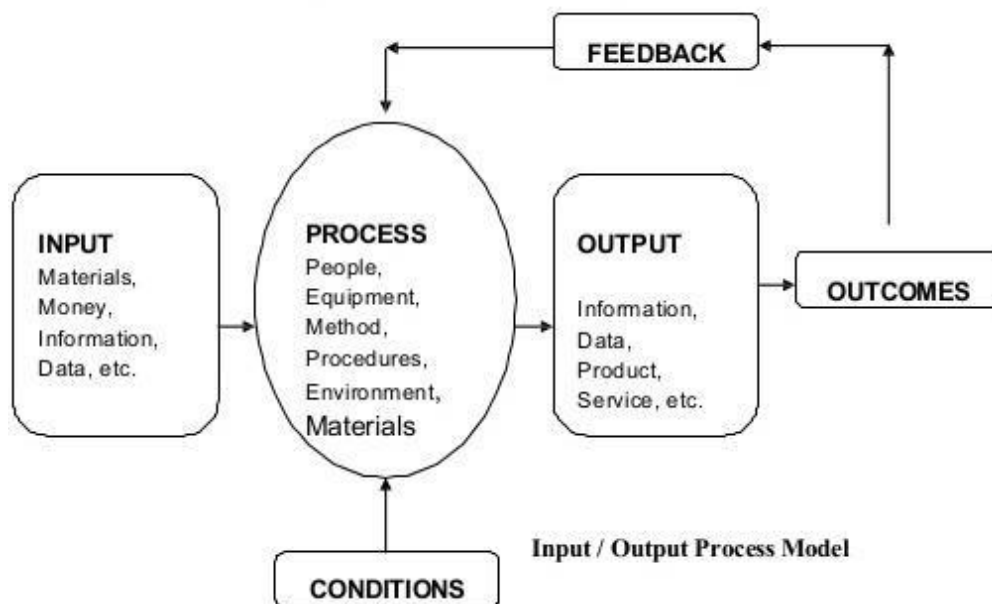 FEEDBACK
INPUT
Materials,
Money,
Information,
Data, etc.
PROCESS
People,
Equipment,
Method,
Procedures,
Environment,
Materials
OUTPUT
Information,
Data,
Product,
Service, etc.
OUTCOMES
CONDITIONS
Input / Output Process Model